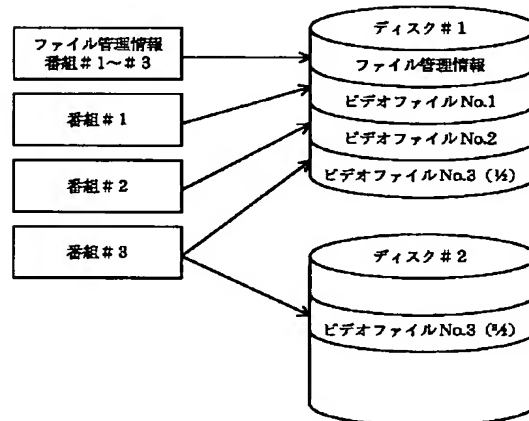 ファイル管理情報
番組＃1～＃3
番組＃1
番組＃2
番組＃3
ディスク＃1
ファイル管理情報
ビデオファイルNo.1
ビデオファイルNo.2
ビデオファイルNo.3（½）
ディスク＃2
ビデオファイルNo.3